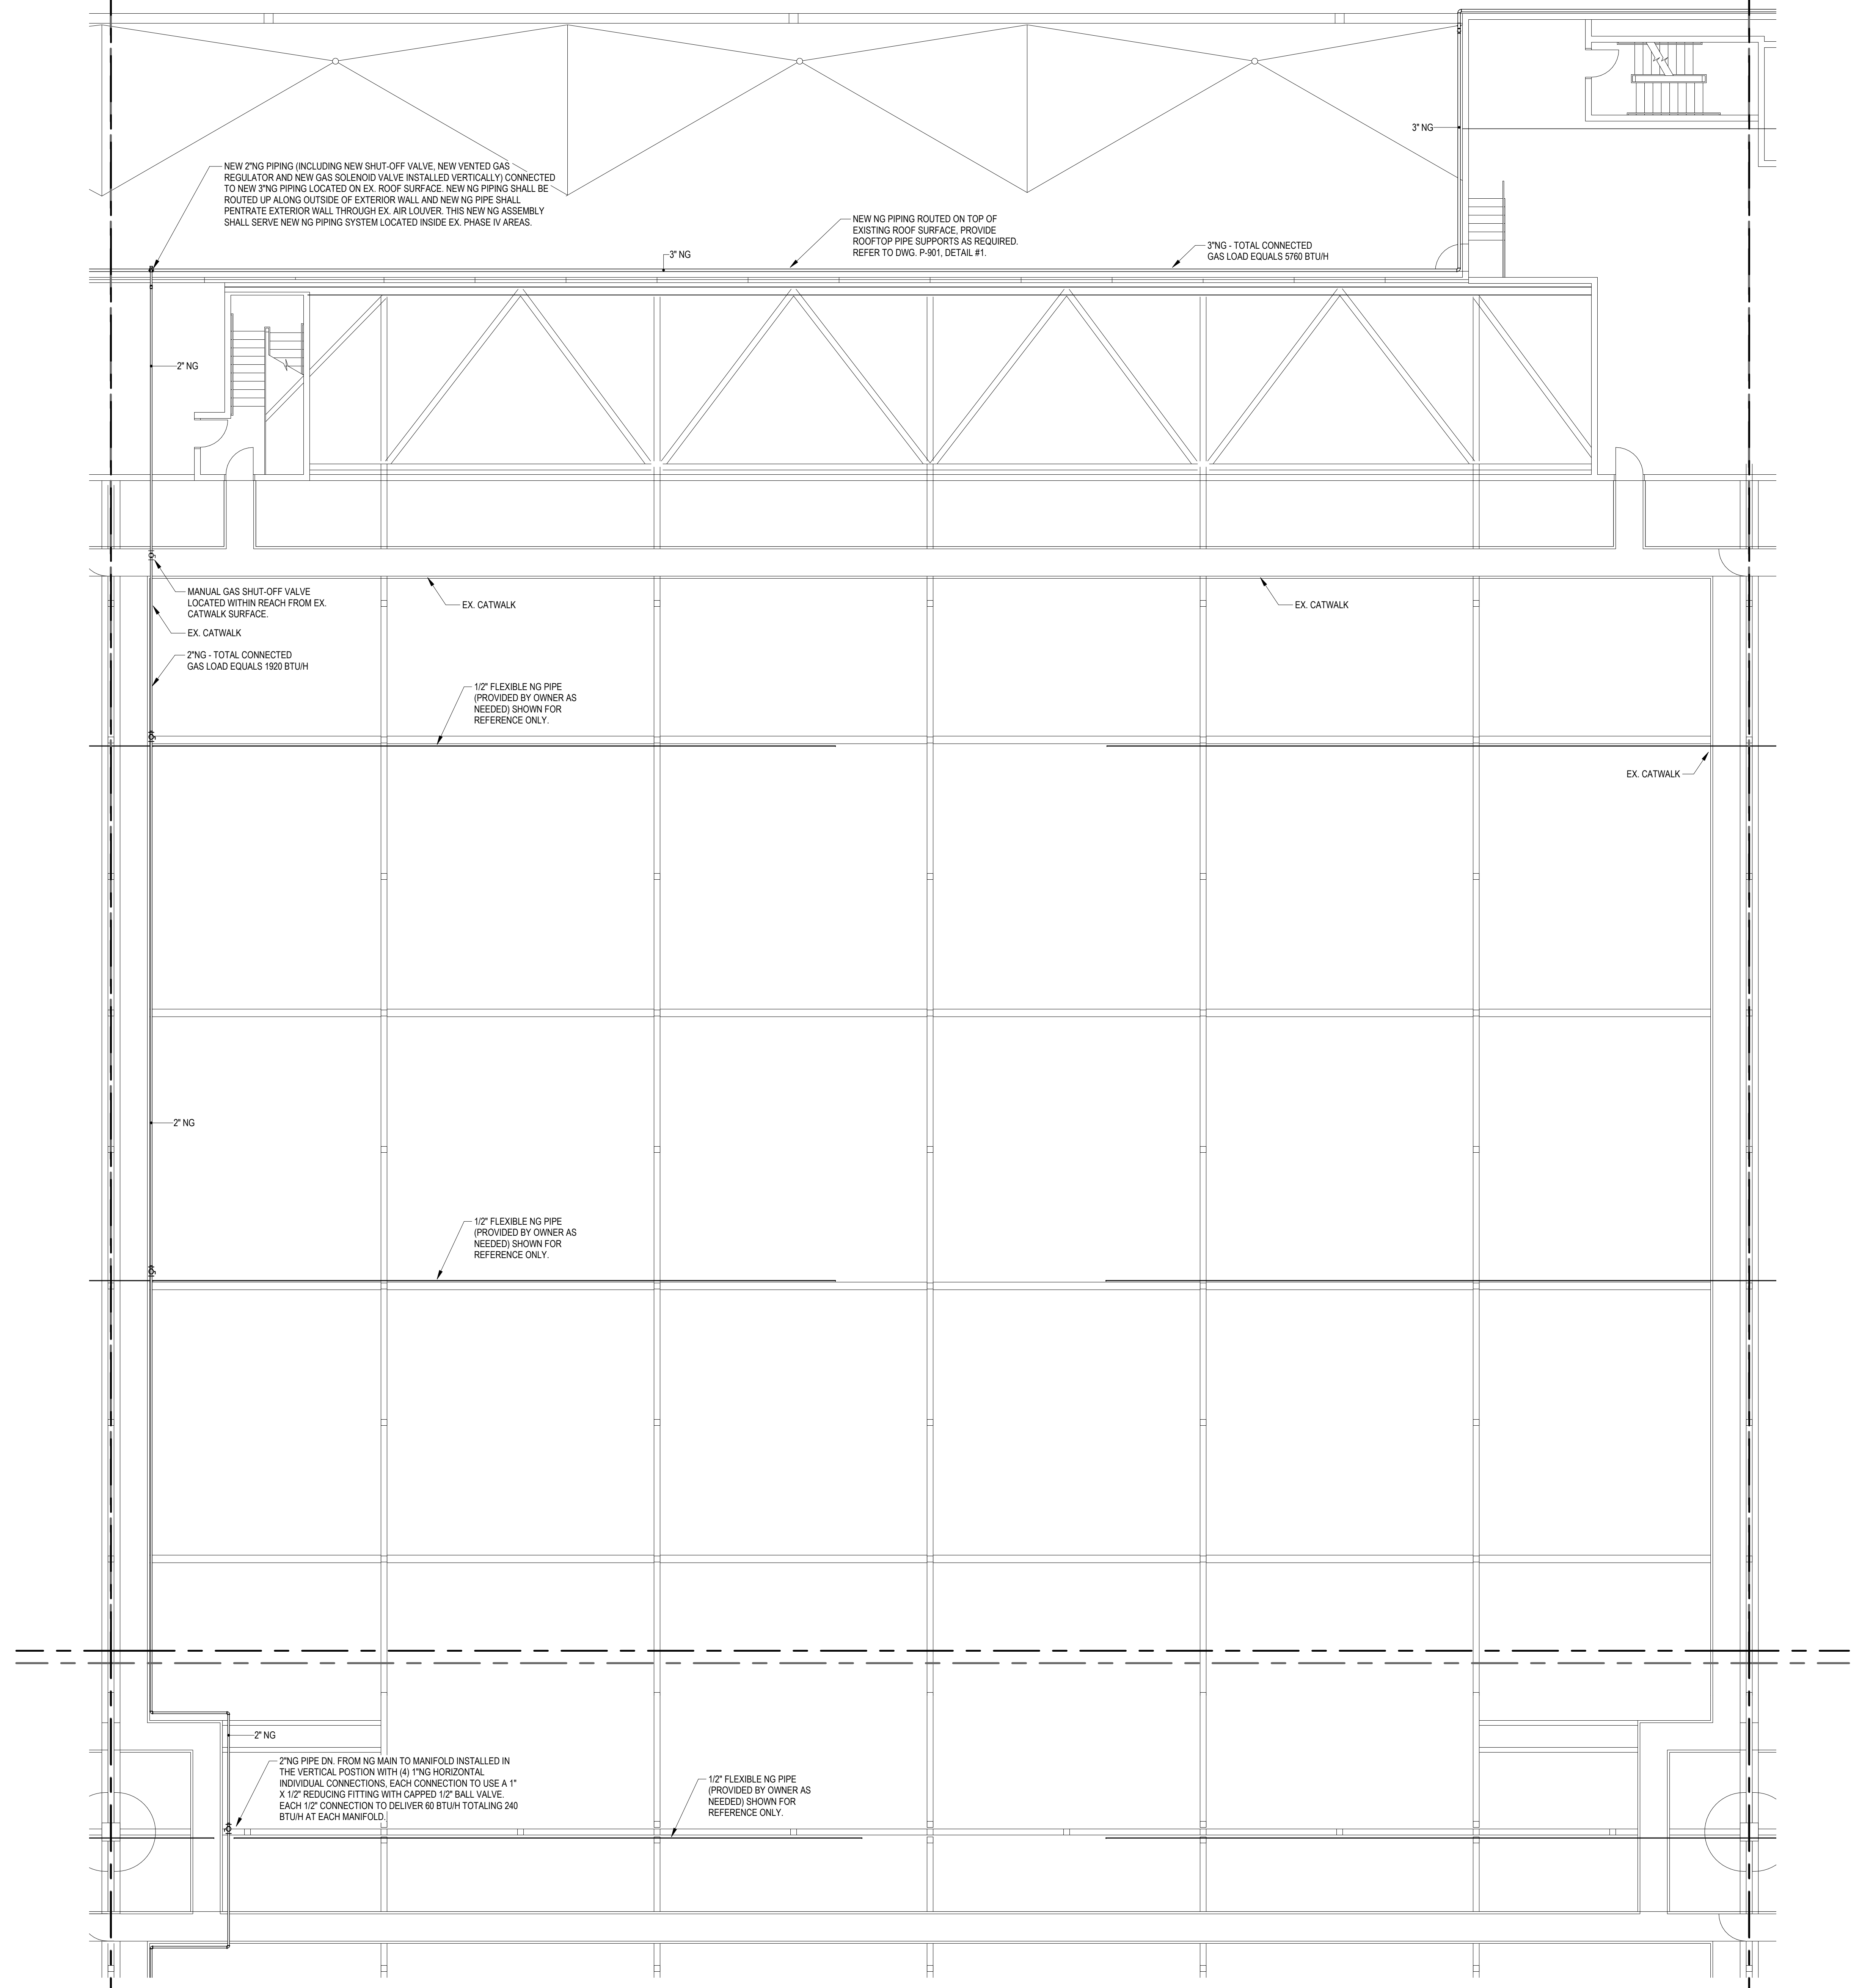 3" NG
NEW 2"NG PIPING (INCLUDING NEW SHUT-OFF VALVE, NEW VENTED GAS
REGULATOR AND NEW GAS SOLENOID VALVE INSTALLED VERTICALLY) CONNECTED
TO NEW 3"NG PIPING LOCATED ON EX. ROOF SURFACE. NEW NG PIPING SHALL BE
ROUTED UP ALONG OUTSIDE OF EXTERIOR WALL AND NEW NG PIPE SHALL
PENTRATE EXTERIOR WALL THROUGH EX. AIR LOUVER. THIS NEW NG ASSEMBLY
SHALL SERVE NEW NG PIPING SYSTEM LOCATED INSIDE EX. PHASE IV AREAS.
NEW NG PIPING ROUTED ON TOP OF
EXISTING ROOF SURFACE, PROVIDE
ROOFTOP PIPE SUPPORTS AS REQUIRED.
REFER TO DWG. P-901, DETAIL #1.
3"NG - TOTAL CONNECTED
GAS LOAD EQUALS 5760 BTU/H
3" NG
2" NG
MANUAL GAS SHUT-OFF VALVE
LOCATED WITHIN REACH FROM EX.
CATWALK SURFACE.
EX. CATWALK
EX. CATWALK
EX. CATWALK
2"NG - TOTAL CONNECTED
GAS LOAD EQUALS 1920 BTU/H
1/2" FLEXIBLE NG PIPE
(PROVIDED BY OWNER AS
NEEDED) SHOWN FOR
REFERENCE ONLY.
EX. CATWALK
2" NG
1/2" FLEXIBLE NG PIPE
(PROVIDED BY OWNER AS
NEEDED) SHOWN FOR
REFERENCE ONLY.
2" NG
2"NG PIPE DN. FROM NG MAIN TO MANIFOLD INSTALLED IN
THE VERTICAL POSTION WITH (4) 1"NG HORIZONTAL
INDIVIDUAL CONNECTIONS, EACH CONNECTION TO USE A 1"
X 1/2" REDUCING FITTING WITH CAPPED 1/2" BALL VALVE.
EACH 1/2" CONNECTION TO DELIVER 60 BTU/H TOTALING 240
BTU/H AT EACH MANIFOLD.
1/2" FLEXIBLE NG PIPE
(PROVIDED BY OWNER AS
NEEDED) SHOWN FOR
REFERENCE ONLY.